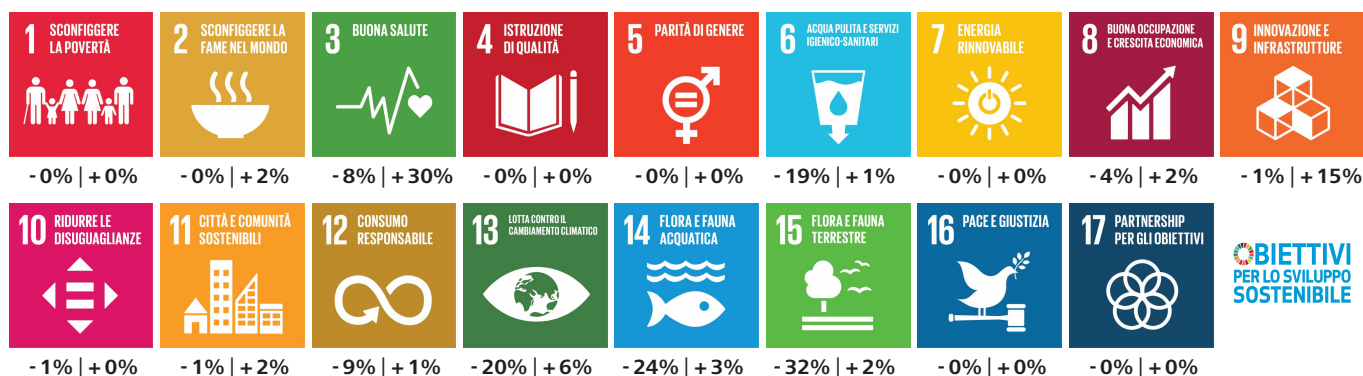 1 SCONFIGGERE
LA POVERTÀ
2 SCONFIGGERE LA
FAME NEL MONDO
3 BUONA SALUTE
4 ISTRUZIONE
DI QUALITÀ
5 PARITÀ DI GENERE
6 ACQUA PULITA E SERVIZI
IGIENICO-SANITARI
7 ENERGIA
RINNOVABILE
8 BUONA OCCUPAZIONE
E CRESCITA ECONOMICA
9 INNOVAZIONE E
INFRASTRUTTURE
-0% | +0%
-0% | +2%
-8% | +30%
-0% | +0%
-0% | +0%
-19% | +1%
-0% | +0%
-4% | +2%
-1% | +15%
10 RIDURRE LE
DISUGUAGLIANZE
11 CITTÀ E COMUNITÀ
SOSTENIBILI
12 CONSUMO
RESPONSABILE
13 LOTTA CONTRO IL
CAMBIAMENTO CLIMATICO
14 FLORA E FAUNA
ACQUATICA
15 FLORA E FAUNA
TERRESTRE
16 PACE E GIUSTIZIA
17 PARTNERSHIP
PER GLI OBIETTIVI
OBIETTIVI
PER LO SVILUPPO
SOSTENIBILE
-1% | +0%
-1% | +2%
-9% | +1%
-20% | +6%
-24% | +3%
-32% | +2%
-0% | +0%
-0% | +0%